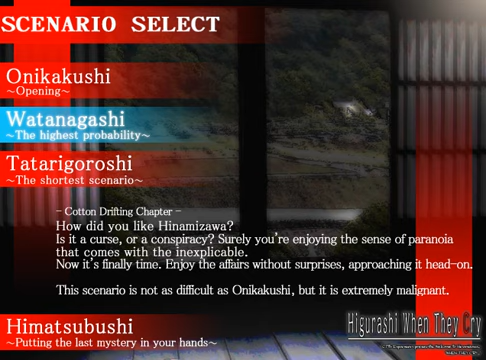 SCENARIO SELECT
Onikakushi
~Opening~
Watanagashi
~The highest probability~
Tatarigoroshi
~The shortest scenario~
- Cotton Drifting Chapter -
How did you like Hinamizawa?
Is it a curse, or a conspiracy? Surely you're enjoying the sense of paranoia
that comes with the inexplicable.
Now it's finally time. Enjoy the affairs without surprises, approaching it head-on.
This scenario is not as difficult as Onikakushi, but it is extremely malignant.
Himatsubushi
~Putting the last mystery in your hands~
Higurashi When They Cry